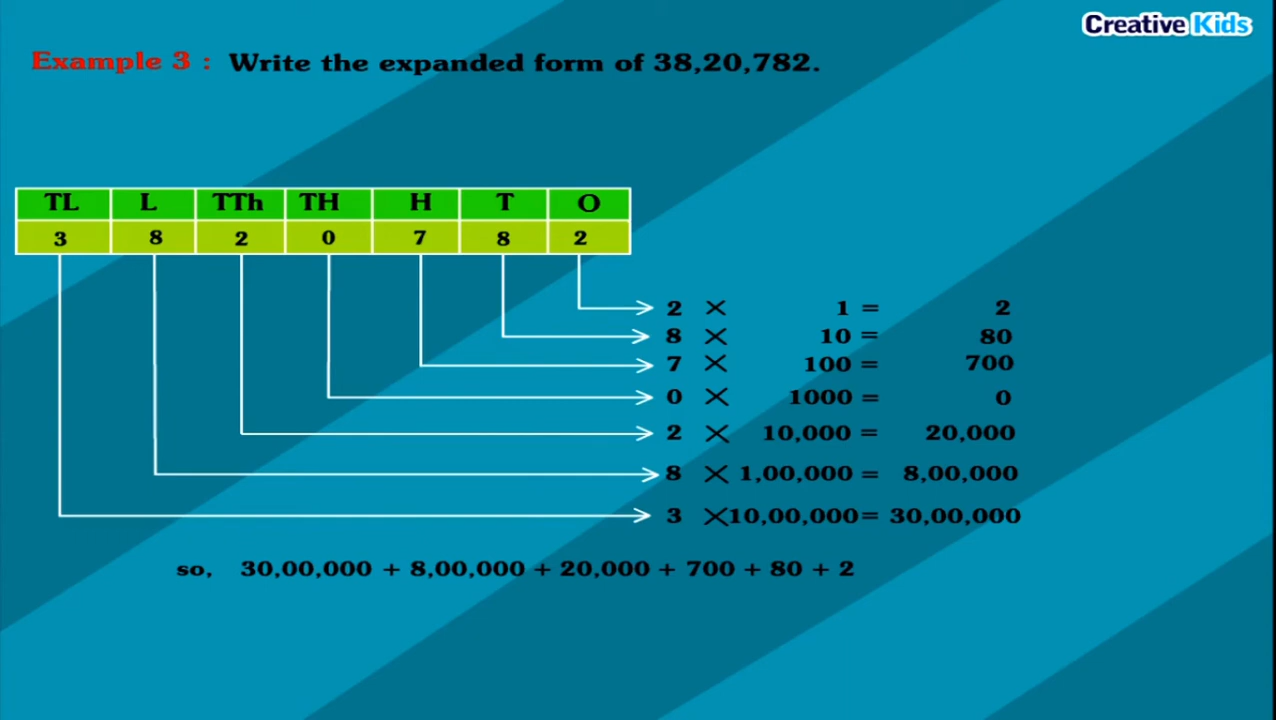 Creative Kids
Example 3 : Write the expanded form of 38,20,782.
TL L TTh TH H T O
3 8 2 0 7 8 2
2 × 1 = 2
8 × 10 = 80
7 × 100 = 700
0 × 1000 = 0
2 × 10,000 = 20,000
8 × 1,00,000 = 8,00,000
3 ×10,00,000= 30,00,000
so, 30,00,000 + 8,00,000 + 20,000 + 700 + 80 + 2